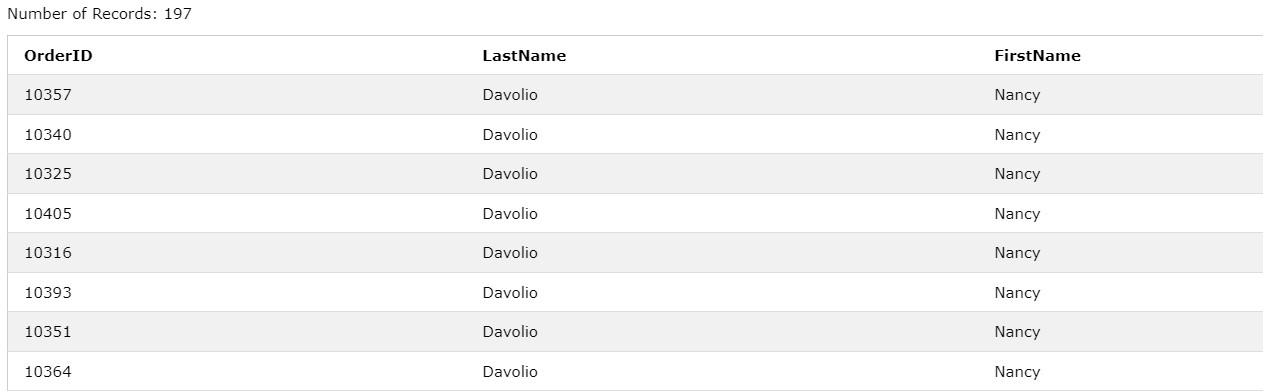 Number of Records: 197
OrderID LastName FirstName
10357 Davolio Nancy
10340 Davolio Nancy
10325 Davolio Nancy
10405 Davolio Nancy
10316 Davolio Nancy
10393 Davolio Nancy
10351 Davolio Nancy
10364 Davolio Nancy